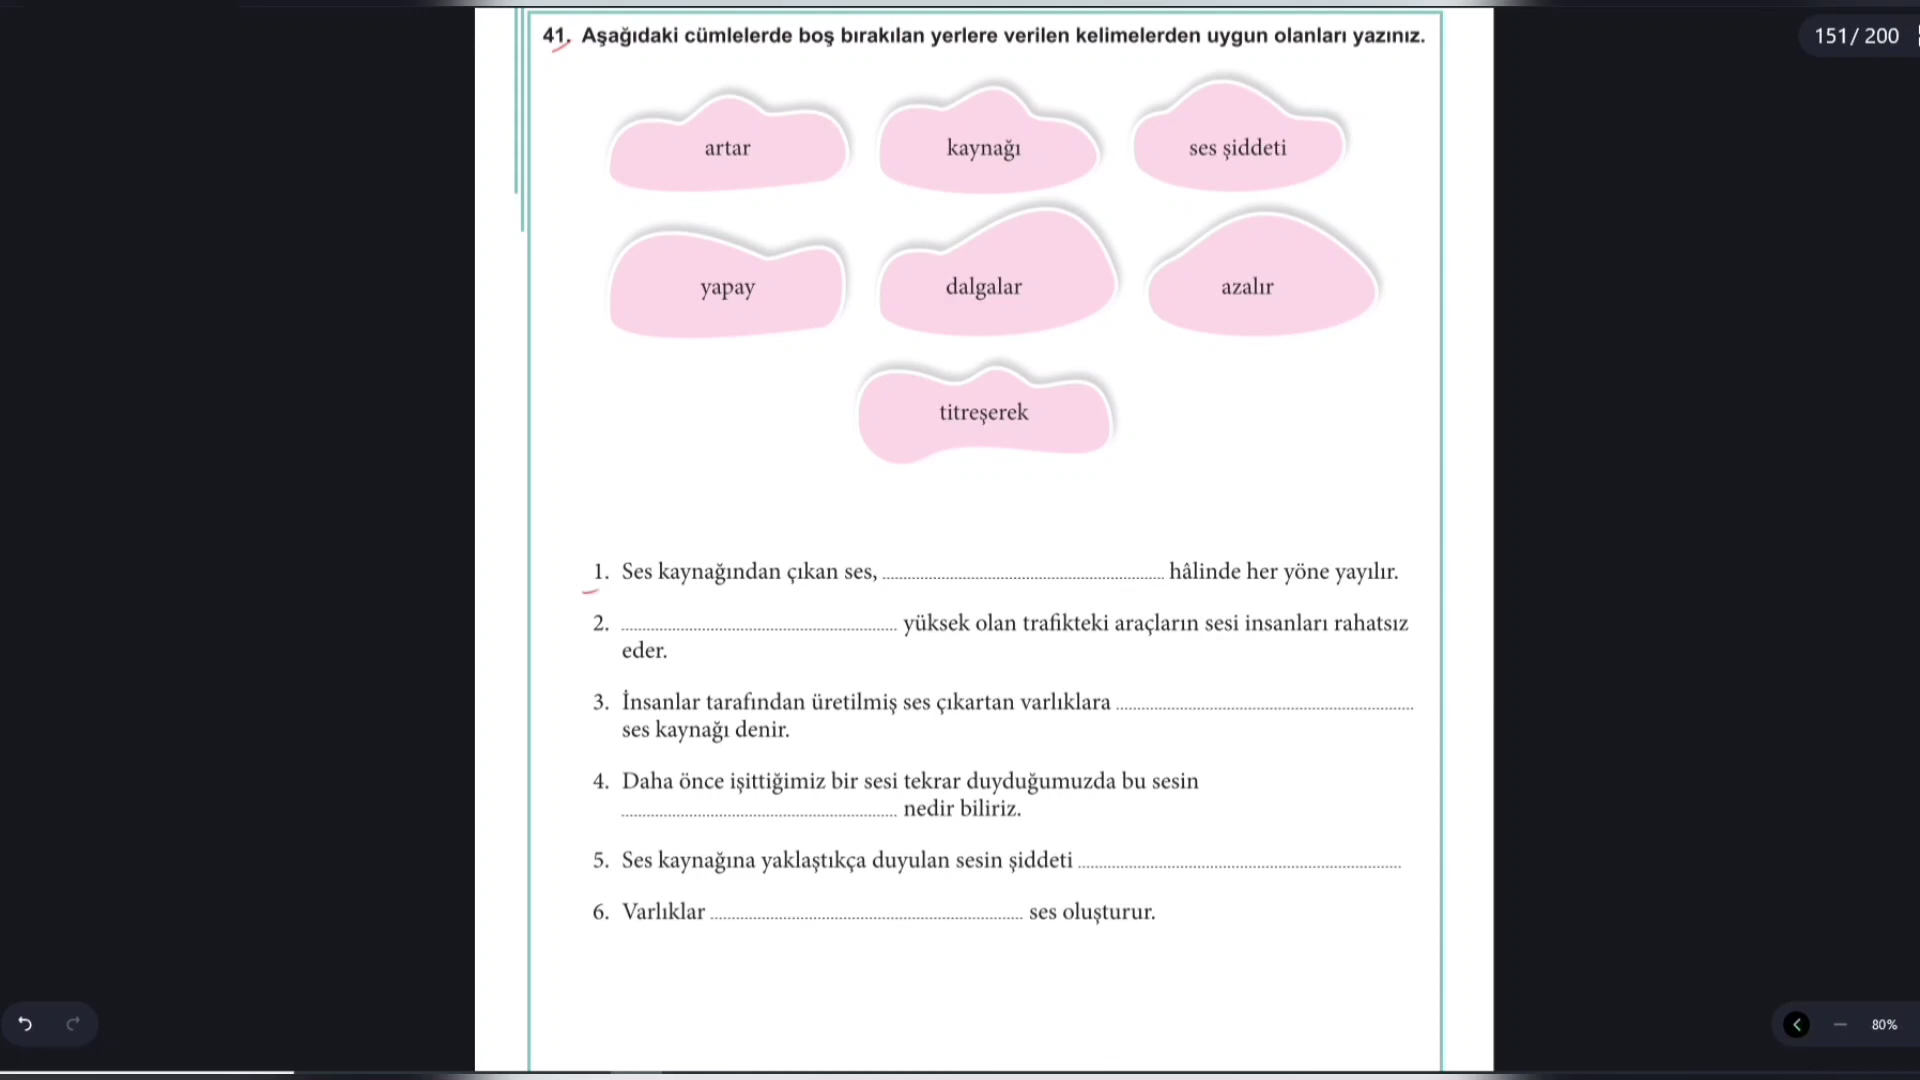 151/ 200
41. Aşağıdaki cümlelerde boş bırakılan yerlere verilen kelimelerden uygun olanları yazınız.
artar
kaynağı
ses şiddeti
yapay
dalgalar
azalır
titreşerek
1. Ses kaynağından çıkan ses, ........................ hâlinde her yöne yayılır.
2. ........................ yüksek olan trafikteki araçların sesi insanları rahatsız
eder.
3. İnsanlar tarafından üretilmiş ses çıkartan varlıklara ........................
ses kaynağı denir.
4. Daha önce işittiğimiz bir sesi tekrar duyduğumuzda bu sesin
........................ nedir biliriz.
5. Ses kaynağına yaklaştıkça duyulan sesin şiddeti ........................
6. Varlıklar ........................ ses oluşturur.
80%